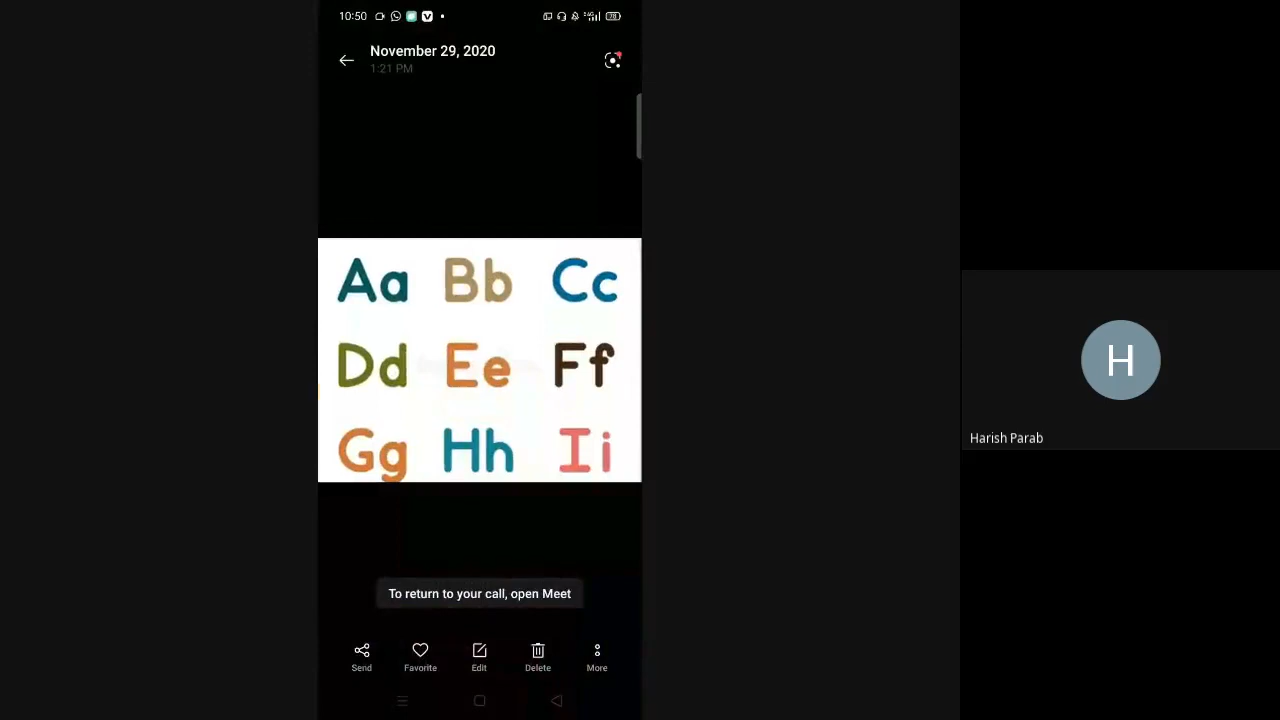 10:50
78
November 29, 2020
1:21 PM
Aa Bb Cc
Dd Ee Ff
Gg Hh Ii
To return to your call, open Meet
Send Favorite Edit Delete More
H
Harish Parab